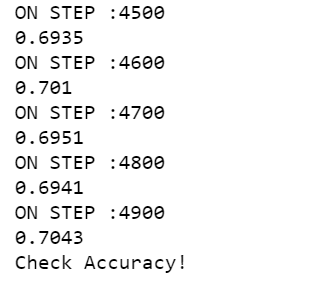 ON STEP :4500
0.6935
ON STEP :4600
0.701
ON STEP :4700
0.6951
ON STEP :4800
0.6941
ON STEP :4900
0.7043
Check Accuracy!